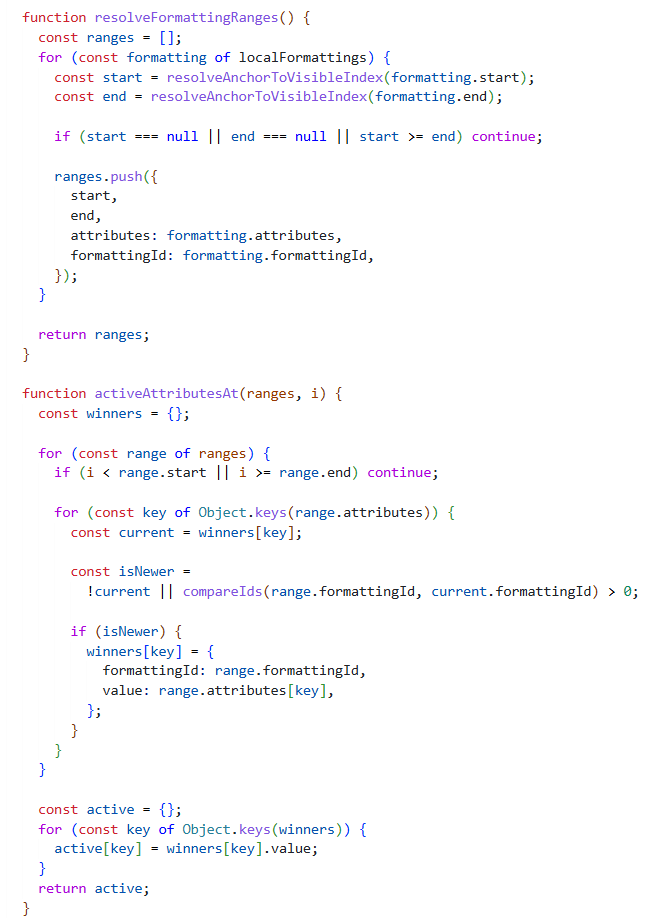 function resolveFormattingRanges() {
  const ranges = [];
  for (const formatting of localFormattings) {
    const start = resolveAnchorToVisibleIndex(formatting.start);
    const end = resolveAnchorToVisibleIndex(formatting.end);

    if (start === null || end === null || start >= end) continue;

    ranges.push({
      start,
      end,
      attributes: formatting.attributes,
      formattingId: formatting.formattingId,
    });
  }

  return ranges;
}

function activeAttributesAt(ranges, i) {
  const winners = {};

  for (const range of ranges) {
    if (i < range.start || i >= range.end) continue;

    for (const key of Object.keys(range.attributes)) {
      const current = winners[key];

      const isNewer =
        !current || compareIds(range.formattingId, current.formattingId) > 0;

      if (isNewer) {
        winners[key] = {
          formattingId: range.formattingId,
          value: range.attributes[key],
        };
      }
    }
  }

  const active = {};
  for (const key of Object.keys(winners)) {
    active[key] = winners[key].value;
  }
  return active;
}